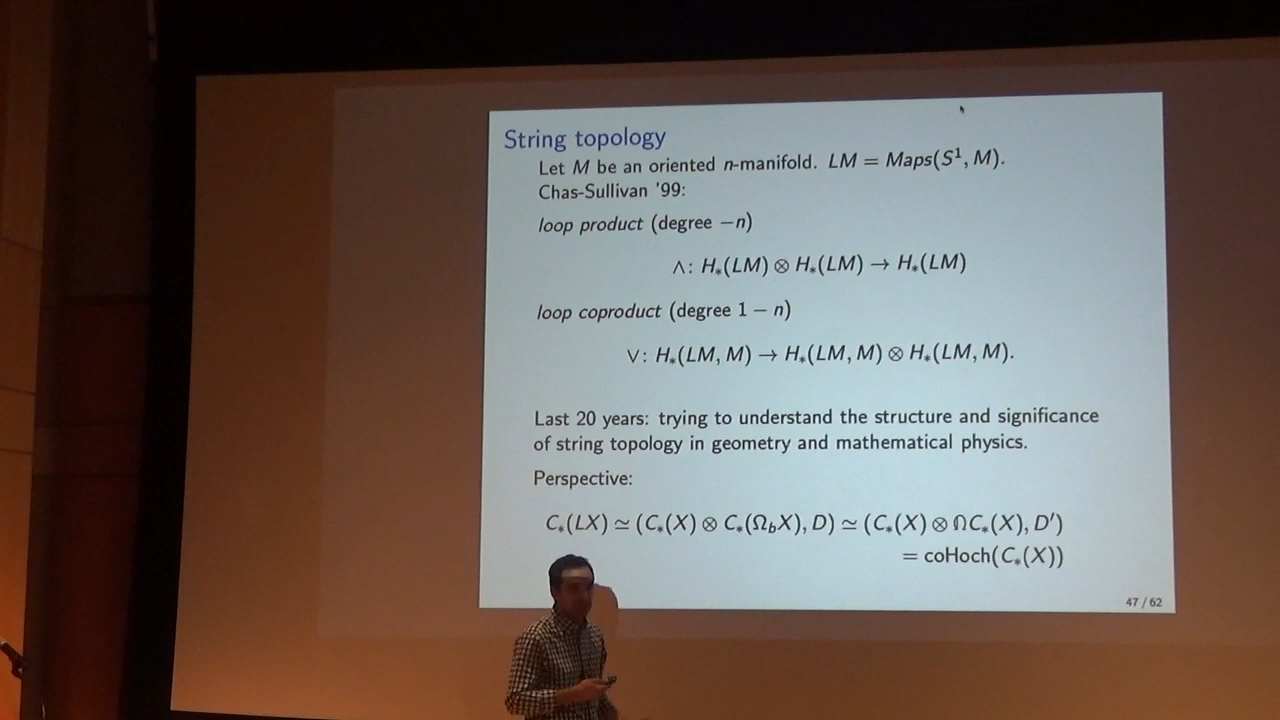 String topology
Let M be an oriented n-manifold. LM = Maps(S¹, M).
Chas-Sullivan '99:
loop product (degree −n)
∧: H∗(LM) ⊗ H∗(LM) → H∗(LM)
loop coproduct (degree 1 − n)
∨: H∗(LM, M) → H∗(LM, M) ⊗ H∗(LM, M).
Last 20 years: trying to understand the structure and significance
of string topology in geometry and mathematical physics.
Perspective:
C∗(LX) ≃ (C∗(X) ⊗ C∗(Ω_bX), D) ≃ (C∗(X) ⊗ ΩC∗(X), D′)
= coHoch(C∗(X))
47 / 62